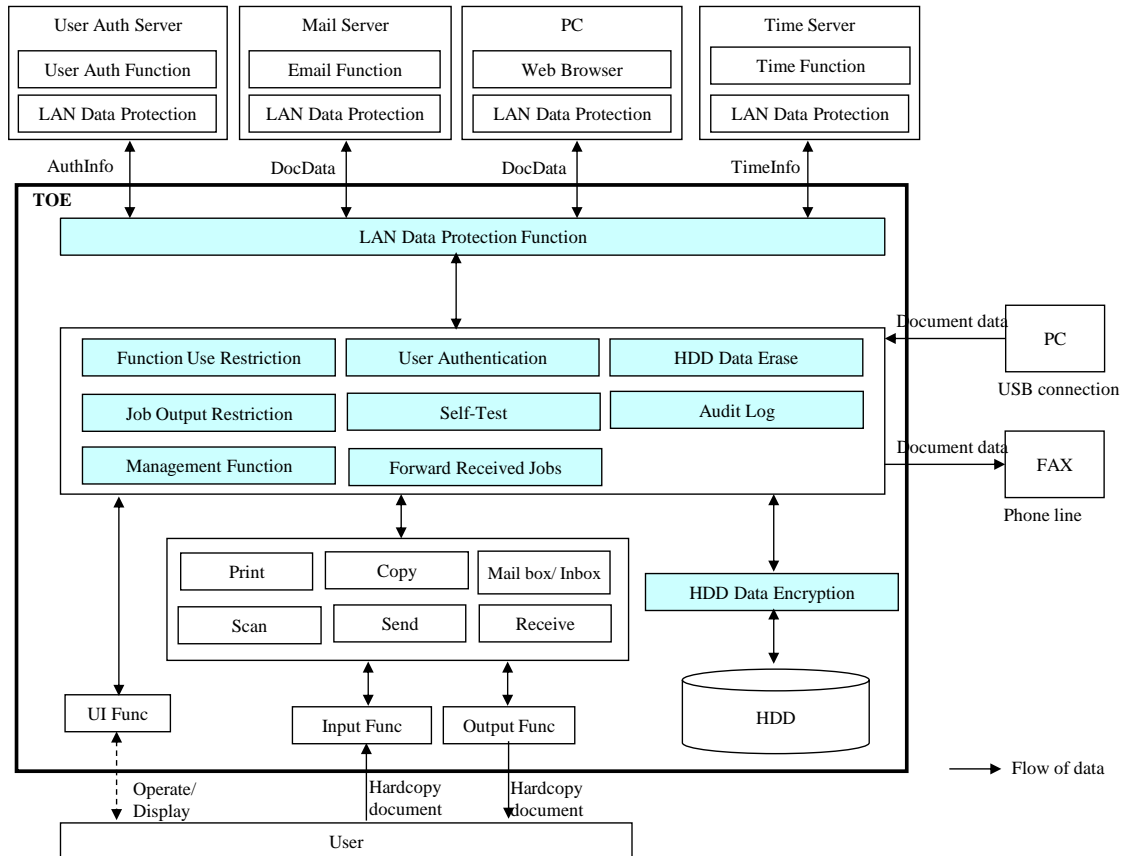 User Auth Server
Mail Server
PC
Time Server
User Auth Function
Email Function
Web Browser
Time Function
LAN Data Protection
LAN Data Protection
LAN Data Protection
LAN Data Protection
AuthInfo
DocData
DocData
TimeInfo
TOE
LAN Data Protection Function
Function Use Restriction
User Authentication
HDD Data Erase
Job Output Restriction
Self-Test
Audit Log
Management Function
Forward Received Jobs
Document data
PC
USB connection
Document data
FAX
Phone line
Print
Copy
Mail box/ Inbox
Scan
Send
Receive
HDD Data Encryption
HDD
UI Func
Input Func
Output Func
Flow of data
Operate/
Display
Hardcopy
document
Hardcopy
document
User